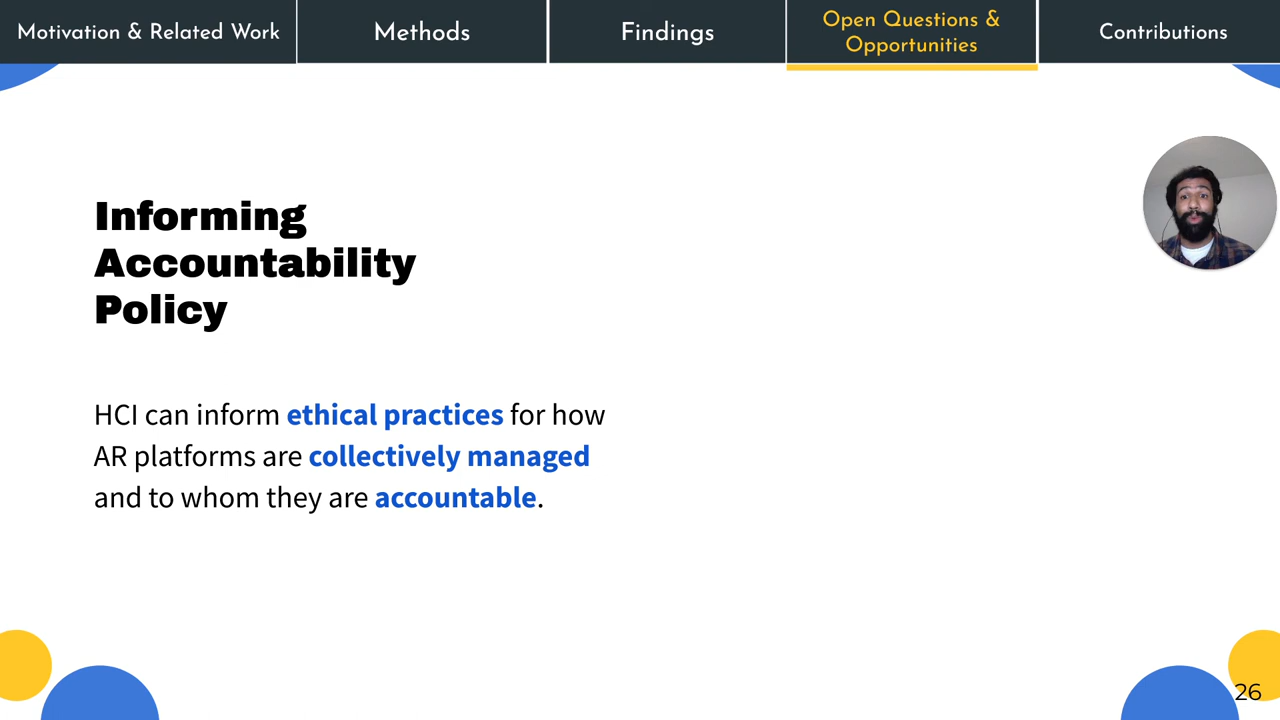 Motivation & Related Work
Methods
Findings
Open Questions &
Opportunities
Contributions
Informing
Accountability
Policy
HCI can inform ethical practices for how
AR platforms are collectively managed
and to whom they are accountable.
26